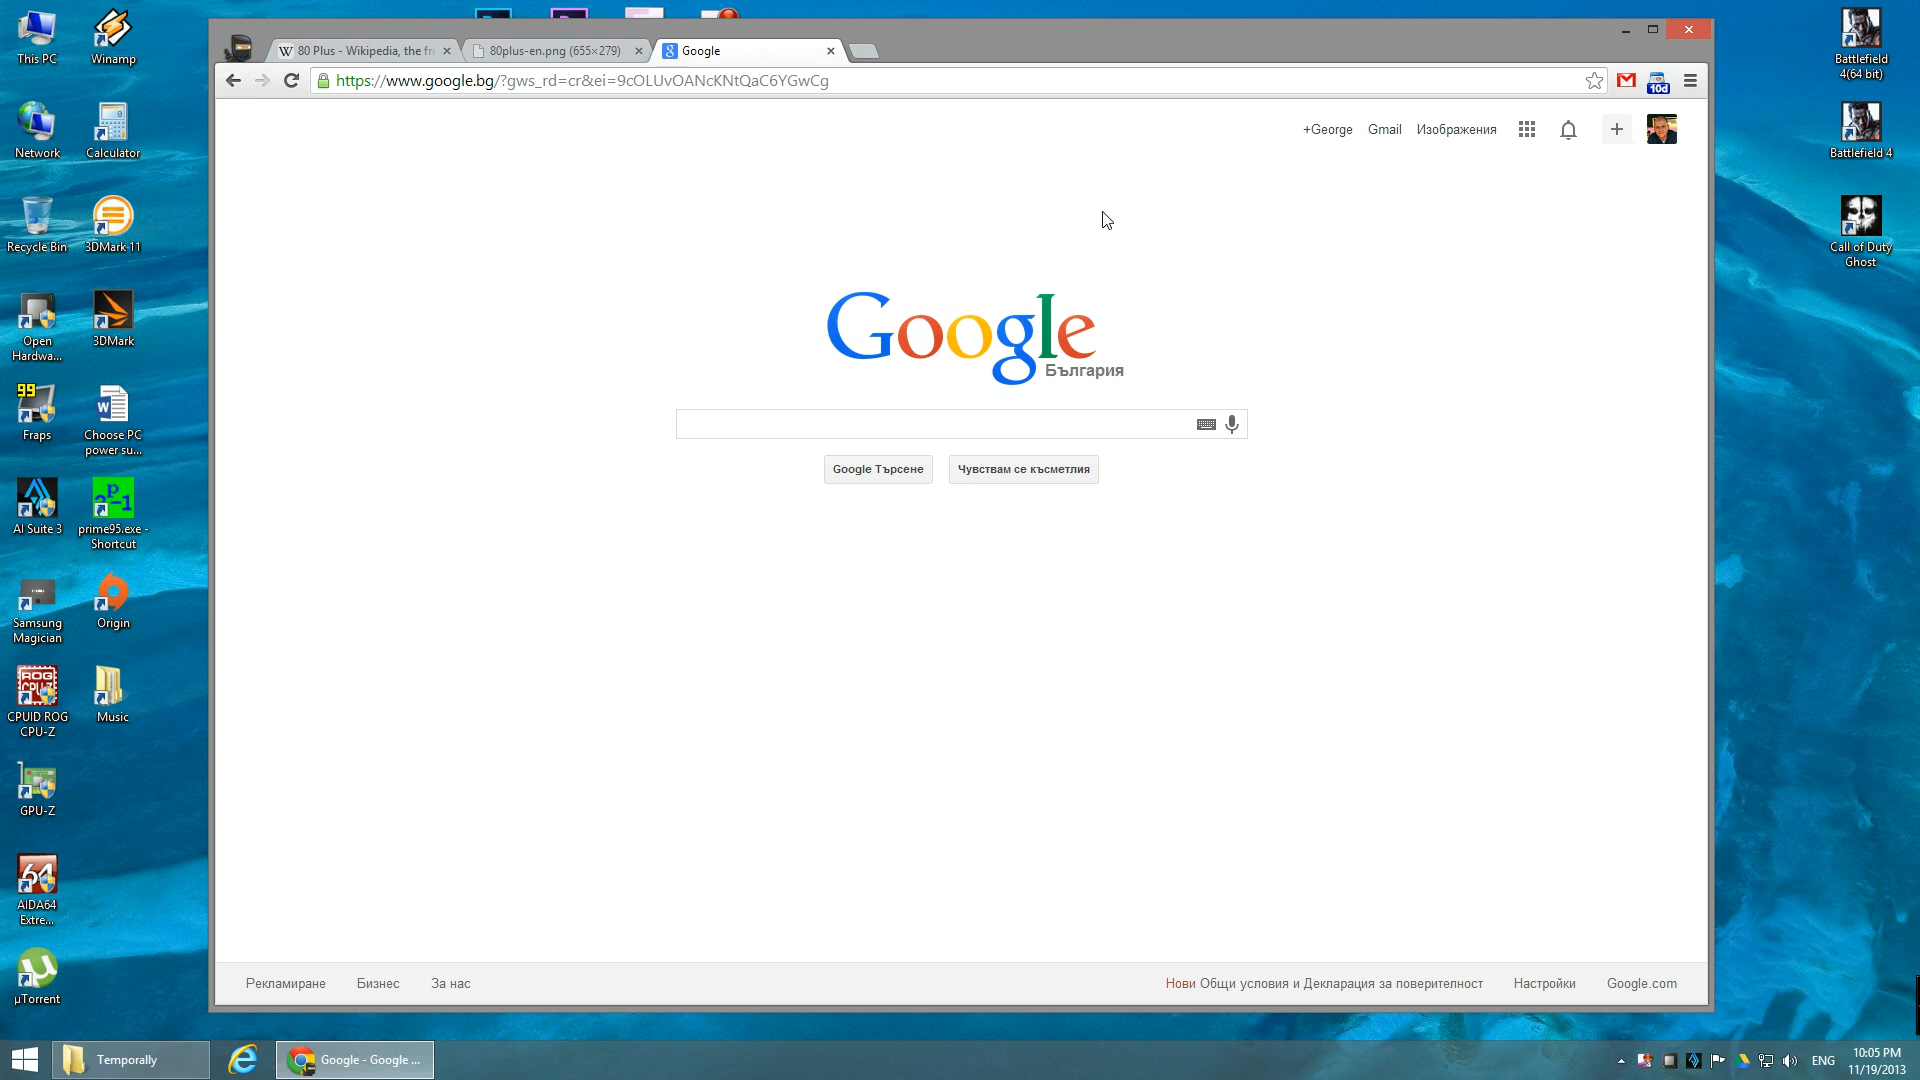 This PC
Winamp
Network
Calculator
Recycle Bin
3DMark 11
Open
Hardwa...
3DMark
99
Fraps
Choose PC
power su...
AI Suite 3
prime95.exe -
Shortcut
Samsung
Magician
Origin
ROG
CPU-Z
CPUID ROG
CPU-Z
Music
GPU-Z
64
AIDA64
Extre...
µTorrent
80 Plus - Wikipedia, the fr
80plus-en.png (655×279)
Google
https://www.google.bg/?gws_rd=cr&ei=9cOLUvOANcKNtQaC6YGwCg
10d
+George Gmail Изображения
Google
България
Google Търсене
Чувствам се късметлия
Рекламиране Бизнес За нас
Нови Общи условия и Декларация за поверителност Настройки Google.com
Battlefield
4(64 bit)
Battlefield 4
Call of Duty
Ghost
Temporally
Google - Google ...
ENG
10:05 PM
11/19/2013